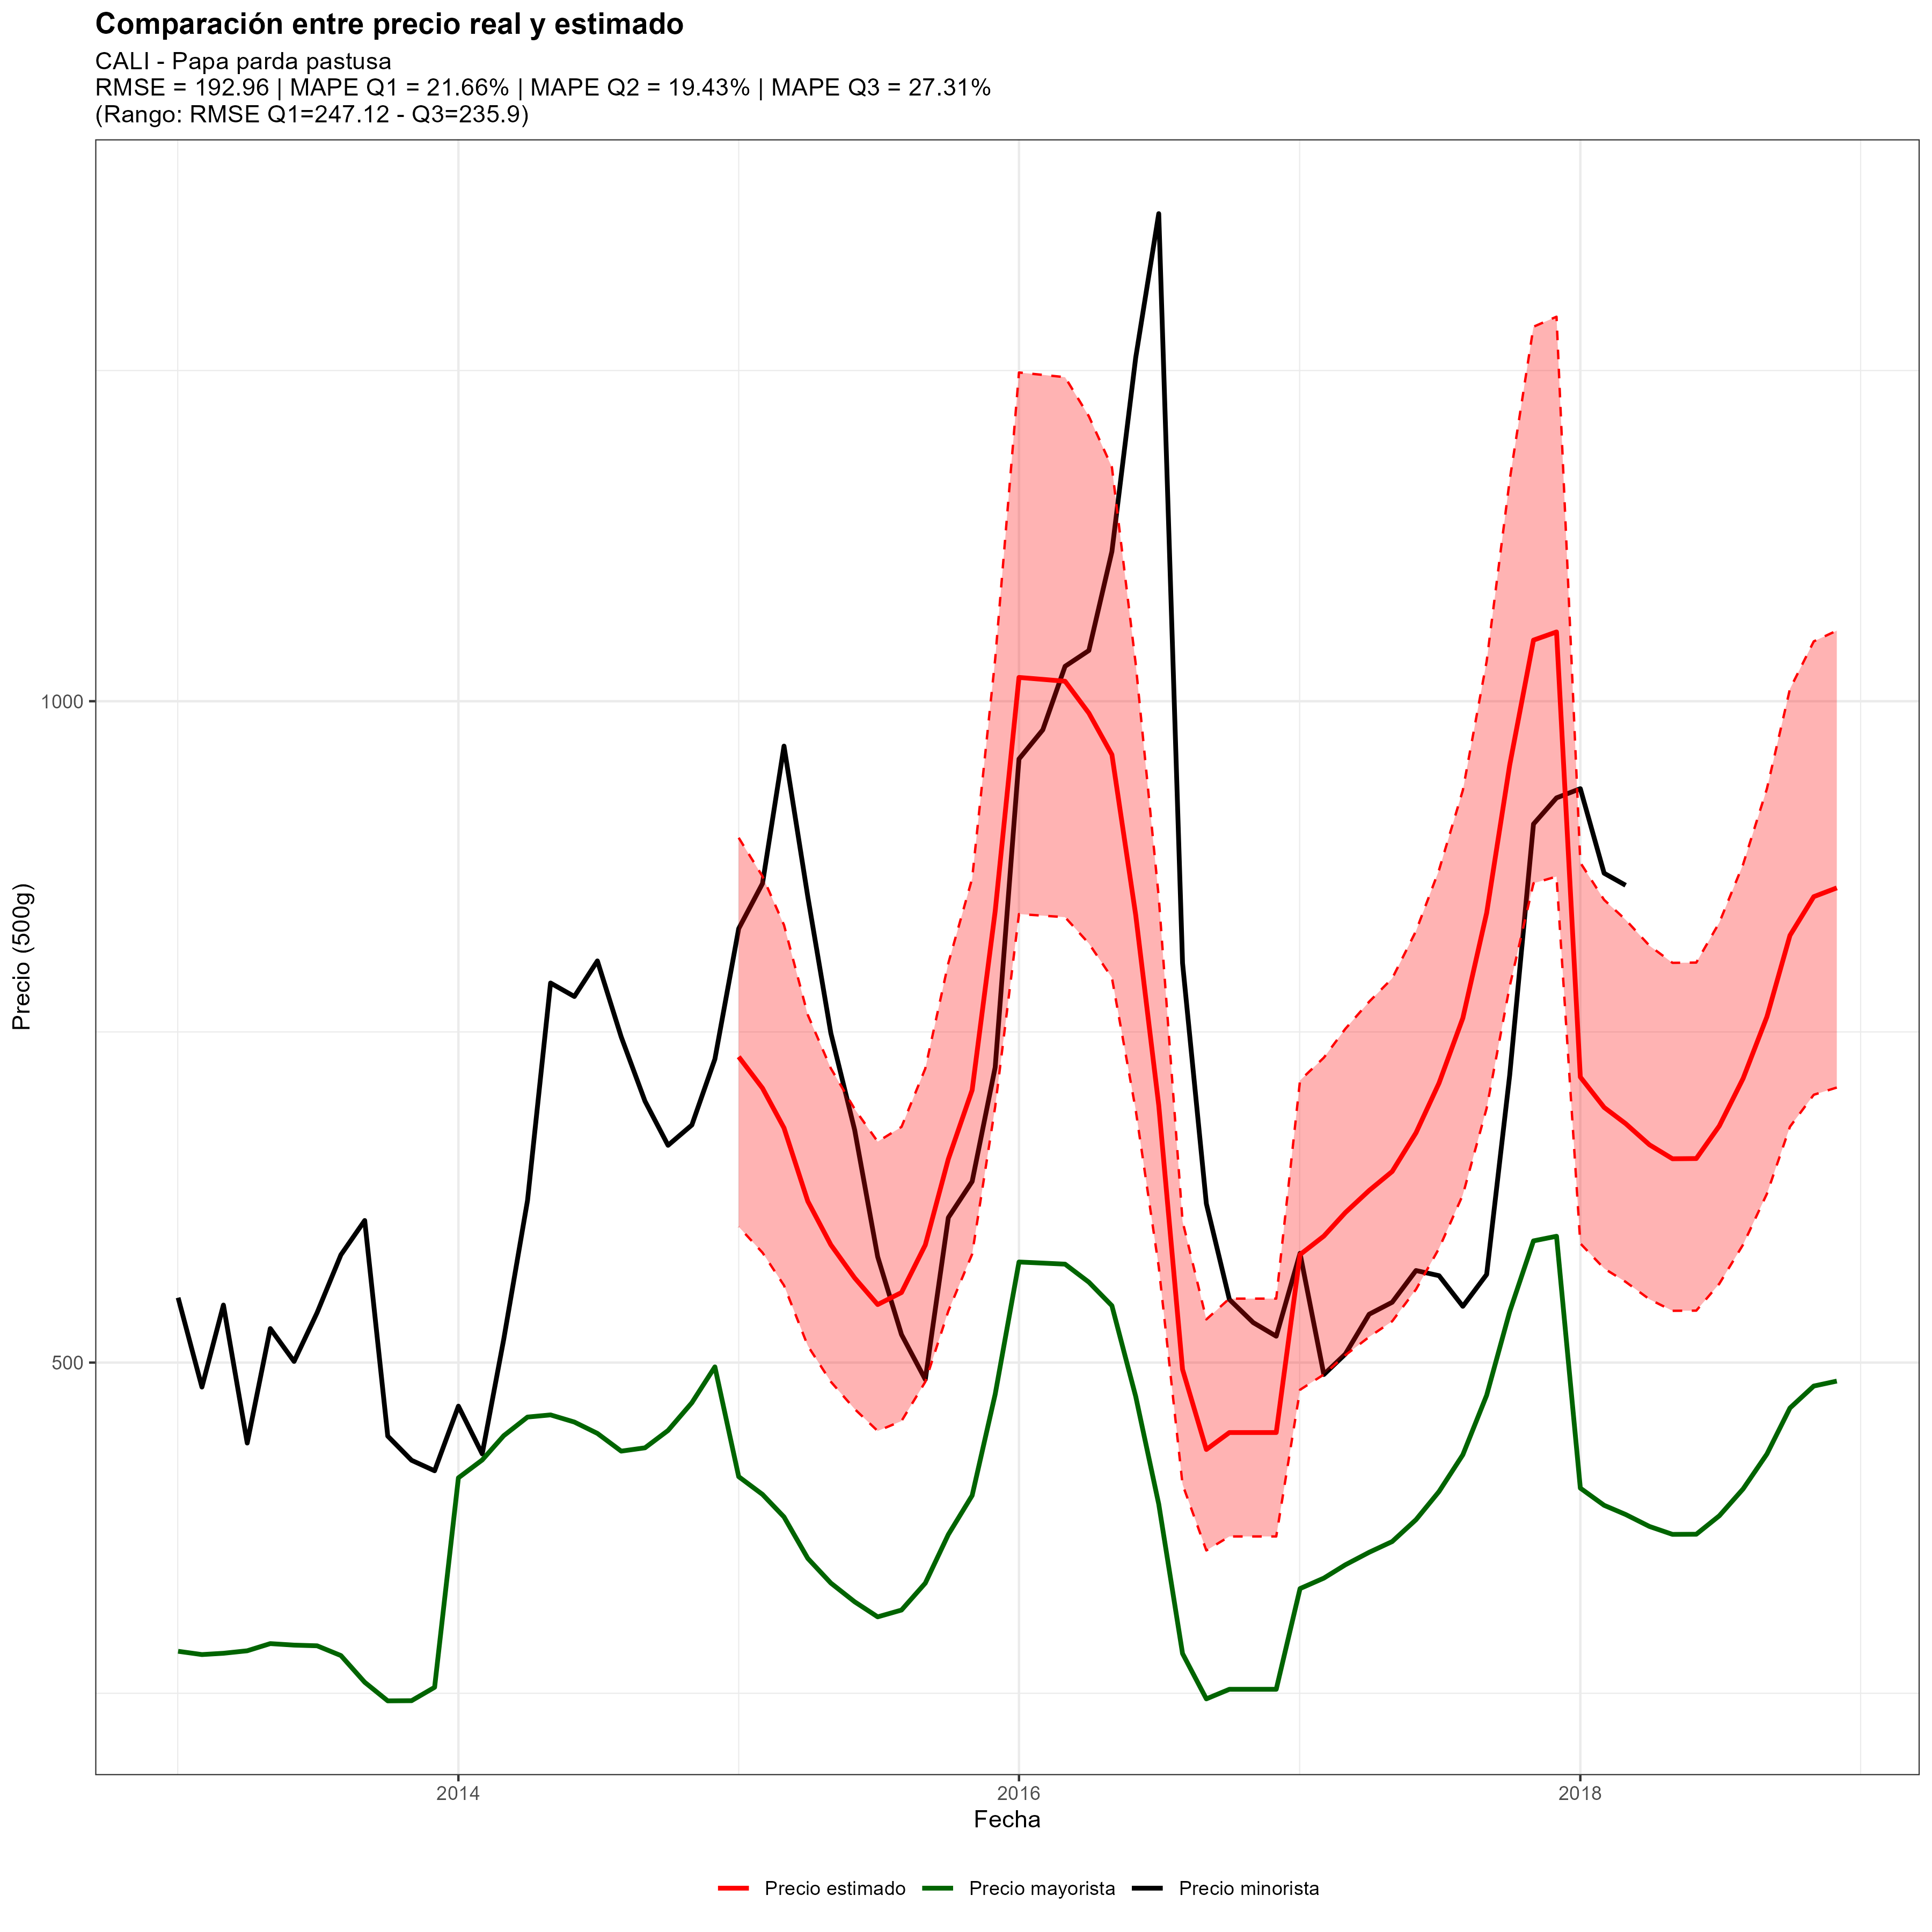 Comparación entre precio real y estimado
CALI - Papa parda pastusa
RMSE = 192.96 | MAPE Q1 = 21.66% | MAPE Q2 = 19.43% | MAPE Q3 = 27.31%
(Rango: RMSE Q1=247.12 - Q3=235.9)
Precio (500g)
1000
500
2014
2016
2018
Fecha
Precio estimado
Precio mayorista
Precio minorista